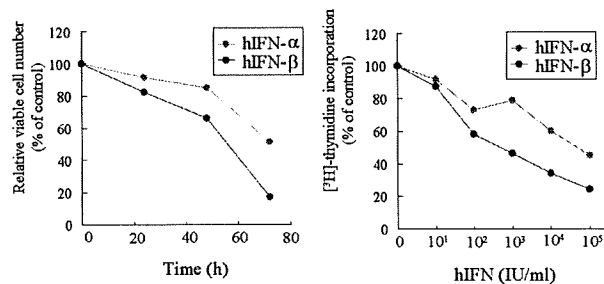 Relative viable cell number
(% of control)
120
100
80
60
40
20
0
0
20
40
60
80
Time (h)
hIFN-α
hIFN-β
[³H]-thymidine incorporation
(% of control)
120
100
80
60
40
20
0
0
10¹
10²
10³
10⁴
10⁵
hIFN (IU/ml)
hIFN-α
hIFN-β